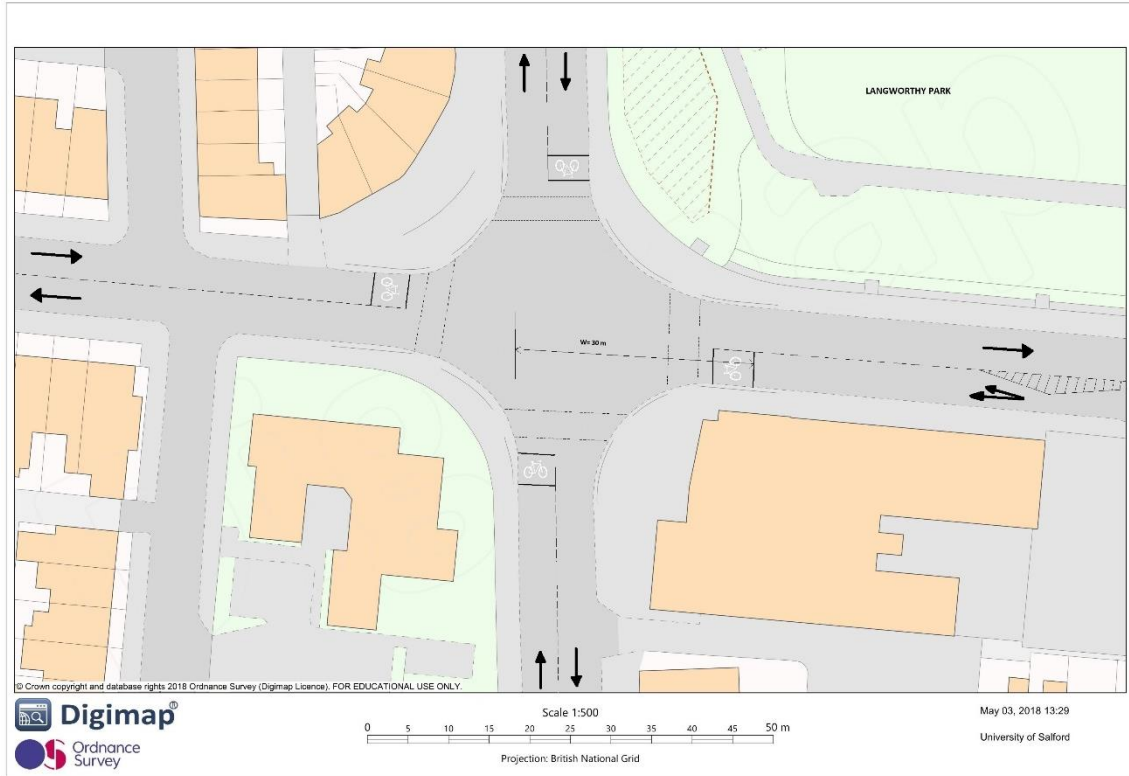 LANGWORTHY PARK
W= 30 m
© Crown copyright and database rights 2018 Ordnance Survey (Digimap Licence). FOR EDUCATIONAL USE ONLY.
Digimap®
Ordnance
Survey
Scale 1:500
0 5 10 15 20 25 30 35 40 45 50 m
Projection: British National Grid
May 03, 2018 13:29
University of Salford